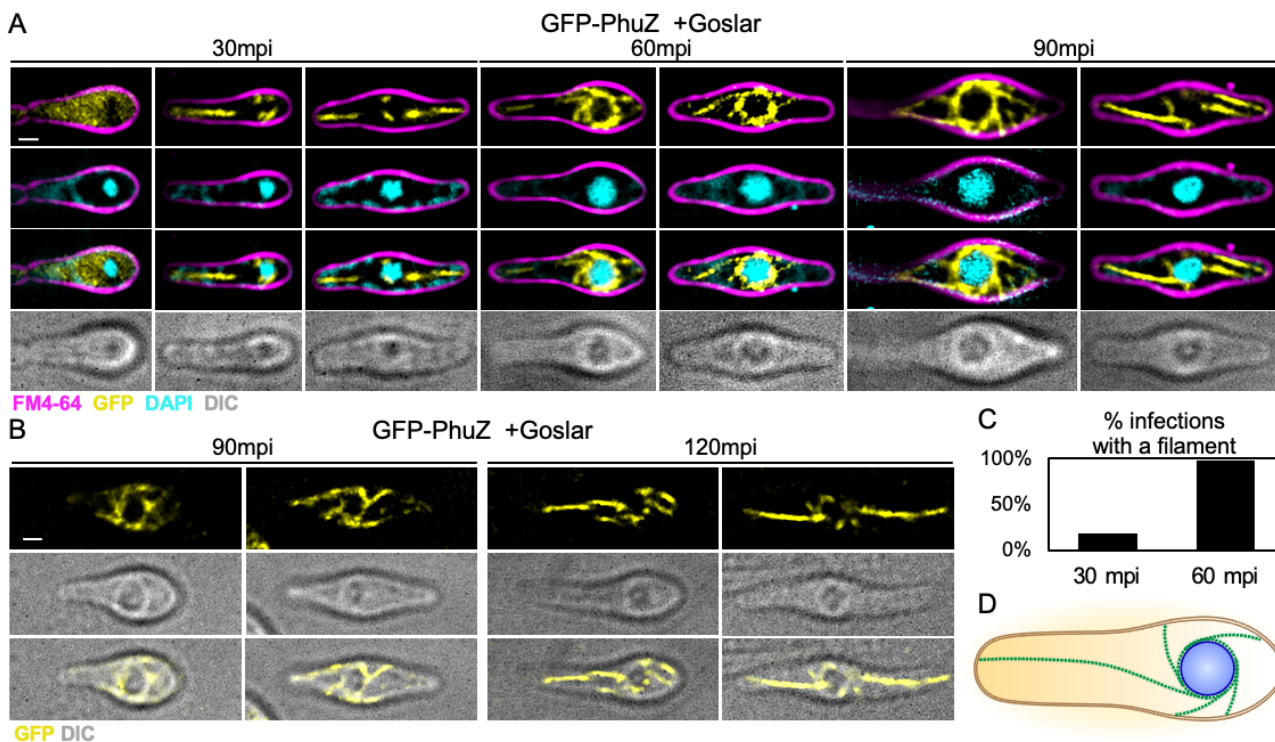 A
GFP-PhuZ +Goslar
30mpi
60mpi
90mpi
FM4-64 GFP DAPI DIC
B
GFP-PhuZ +Goslar
90mpi
120mpi
GFP DIC
C
% infections
with a filament
100%
50%
0%
30 mpi
60 mpi
D